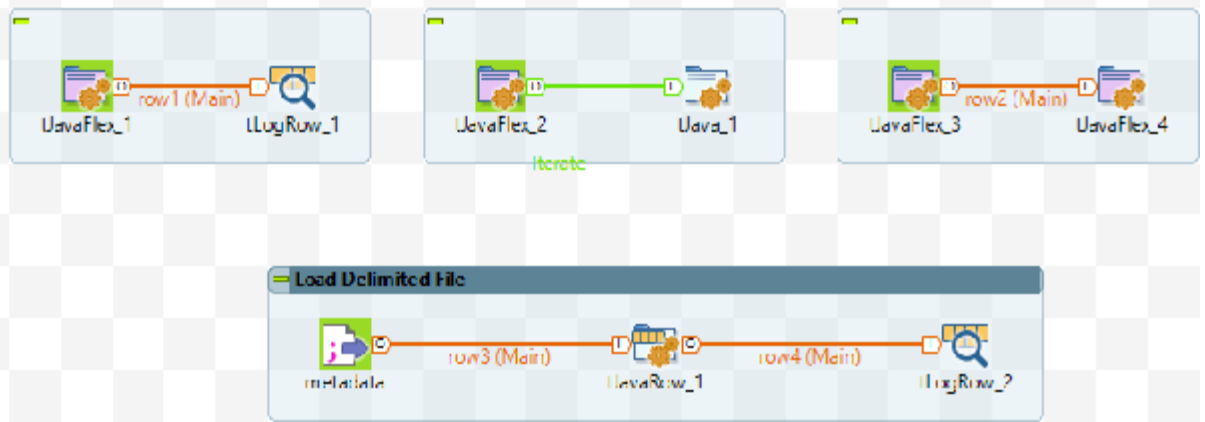 row1 (Main)
tJavaFlex_1
tLogRow_1
tJavaFlex_2
tJava_1
Iterate
row2 (Main)
tJavaFlex_3
tJavaFlex_4
Load Delimited File
row3 (Main)
row4 (Main)
metadata
tJavaRow_1
tLogRow_2